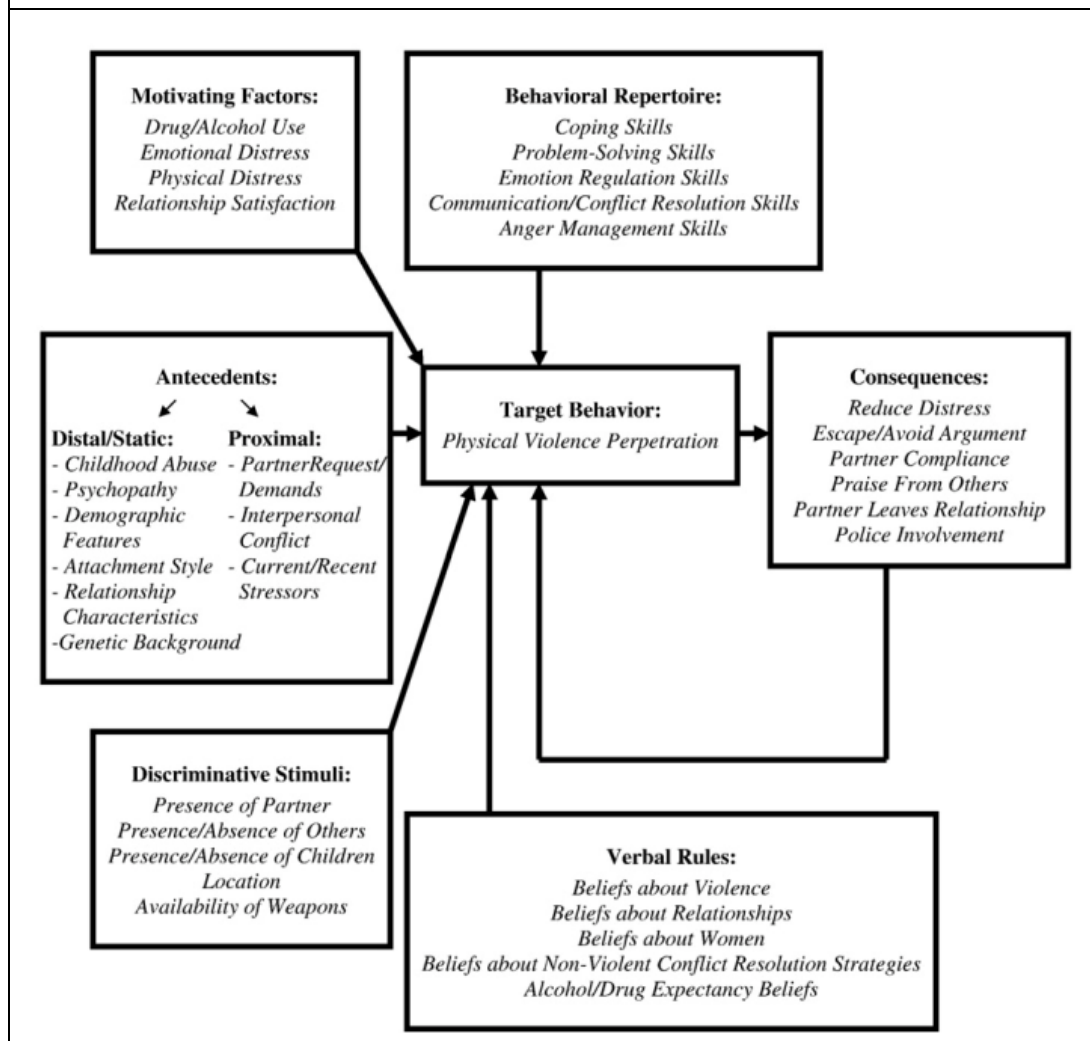 Motivating Factors:
Drug/Alcohol Use
Emotional Distress
Physical Distress
Relationship Satisfaction
Behavioral Repertoire:
Coping Skills
Problem-Solving Skills
Emotion Regulation Skills
Communication/Conflict Resolution Skills
Anger Management Skills
Antecedents:
Distal/Static:
- Childhood Abuse
- Psychopathy
- Demographic
Features
- Attachment Style
- Relationship
Characteristics
-Genetic Background
Proximal:
- PartnerRequest/
Demands
- Interpersonal
Conflict
- Current/Recent
Stressors
Target Behavior:
Physical Violence Perpetration
Consequences:
Reduce Distress
Escape/Avoid Argument
Partner Compliance
Praise From Others
Partner Leaves Relationship
Police Involvement
Discriminative Stimuli:
Presence of Partner
Presence/Absence of Others
Presence/Absence of Children
Location
Availability of Weapons
Verbal Rules:
Beliefs about Violence
Beliefs about Relationships
Beliefs about Women
Beliefs about Non-Violent Conflict Resolution Strategies
Alcohol/Drug Expectancy Beliefs